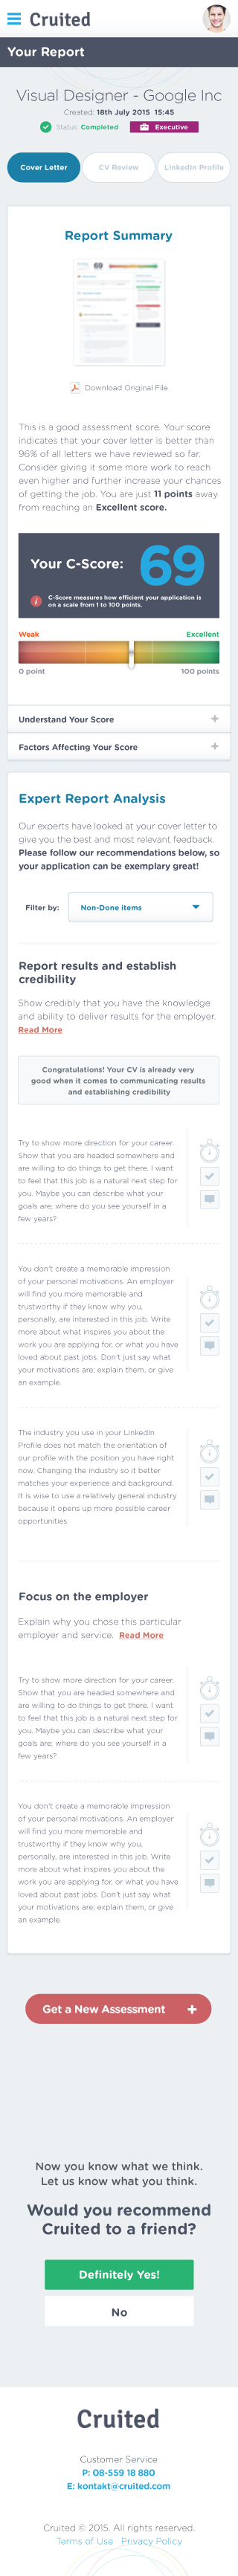 Cruited
Your Report
Visual Designer - Google Inc
Created: 18th July 2015 15:45
Status: Completed
Executive
Cover Letter
CV Review
LinkedIn Profile
Report Summary
Download Original File
This is a good assessment score. Your score
indicates that your cover letter is better than
96% of all letters we have reviewed so far.
Consider giving it some more work to reach
even higher and further increase your chances
of getting the job. You are just 11 points away
from reaching an Excellent score.
Your C-Score: 69
C-Score measures how efficient your application is
on a scale from 1 to 100 points.
Weak Excellent
0 point 100 points
Understand Your Score +
Factors Affecting Your Score +
Expert Report Analysis
Our experts have looked at your cover letter to
give you the best and most relevant feedback.
Please follow our recommendations below, so
your application can be exemplary great!
Filter by: Non-Done items
Report results and establish
credibility
Show credibly that you have the knowledge
and ability to deliver results for the employer.
Read More
Congratulations! Your CV is already very
good when it comes to communicating results
and establishing credibility
Try to show more direction for your career.
Show that you are headed somewhere and
are willing to do things to get there. I want
to feel that this job is a natural next step for
you. Maybe you can describe what your
goals are; where do you see yourself in a
few years?
You don't create a memorable impression
of your personal motivations. An employer
will find you more memorable and
trustworthy if they know why you,
personally, are interested in this job. Write
more about what inspires you about the
work you are applying for, or what you have
loved about past jobs. Don't just say what
your motivations are; explain them, or give
an example.
The industry you use in your LinkedIn
Profile does not match the orientation of
our profile with the position you have right
now. Changing the industry so it better
matches your experience and background.
It is wise to use a relatively general industry
because it opens up more possible career
opportunities
Focus on the employer
Explain why you chose this particular
employer and service. Read More
Try to show more direction for your career.
Show that you are headed somewhere and
are willing to do things to get there. I want
to feel that this job is a natural next step for
you. Maybe you can describe what your
goals are; where do you see yourself in a
few years?
You don't create a memorable impression
of your personal motivations. An employer
will find you more memorable and
trustworthy if they know why you,
personally, are interested in this job. Write
more about what inspires you about the
work you are applying for, or what you have
loved about past jobs. Don't just say what
your motivations are; explain them, or give
an example.
Get a New Assessment +
Now you know what we think.
Let us know what you think.
Would you recommend
Cruited to a friend?
Definitely Yes!
No
Cruited
Customer Service
P: 08-559 18 880
E: kontakt@cruited.com
Cruited © 2015. All rights reserved.
Terms of Use Privacy Policy